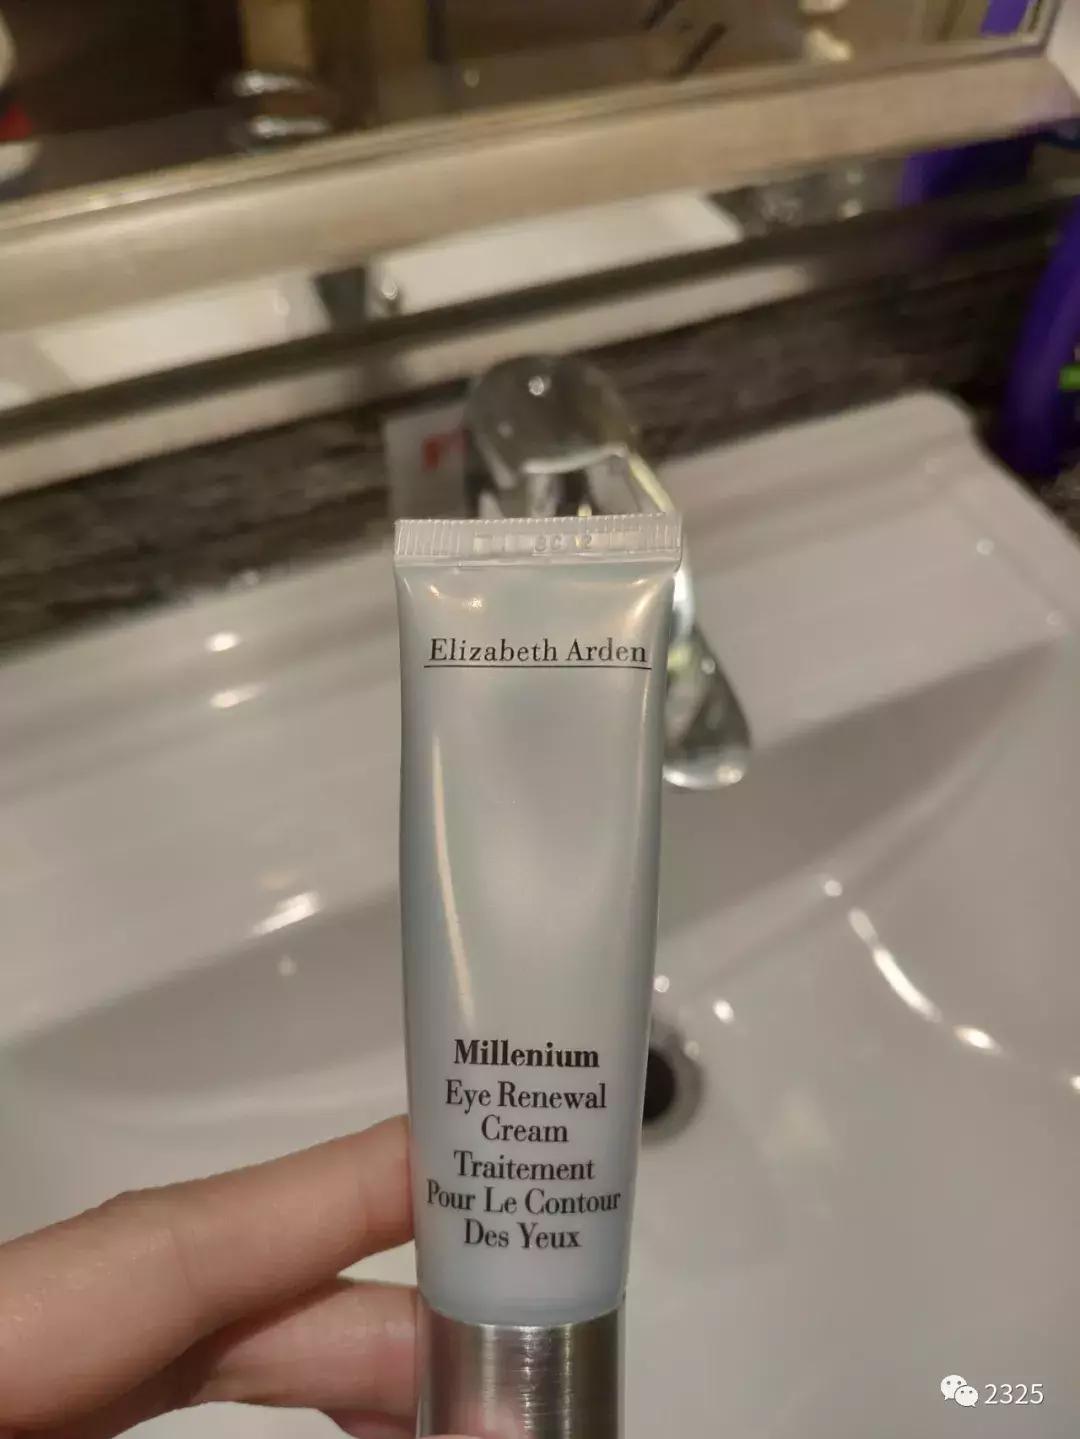 Elizabeth Arden
Millenium
Eye Renewal
Cream
Traitement
Pour Le Contour
Des Yeux
2325